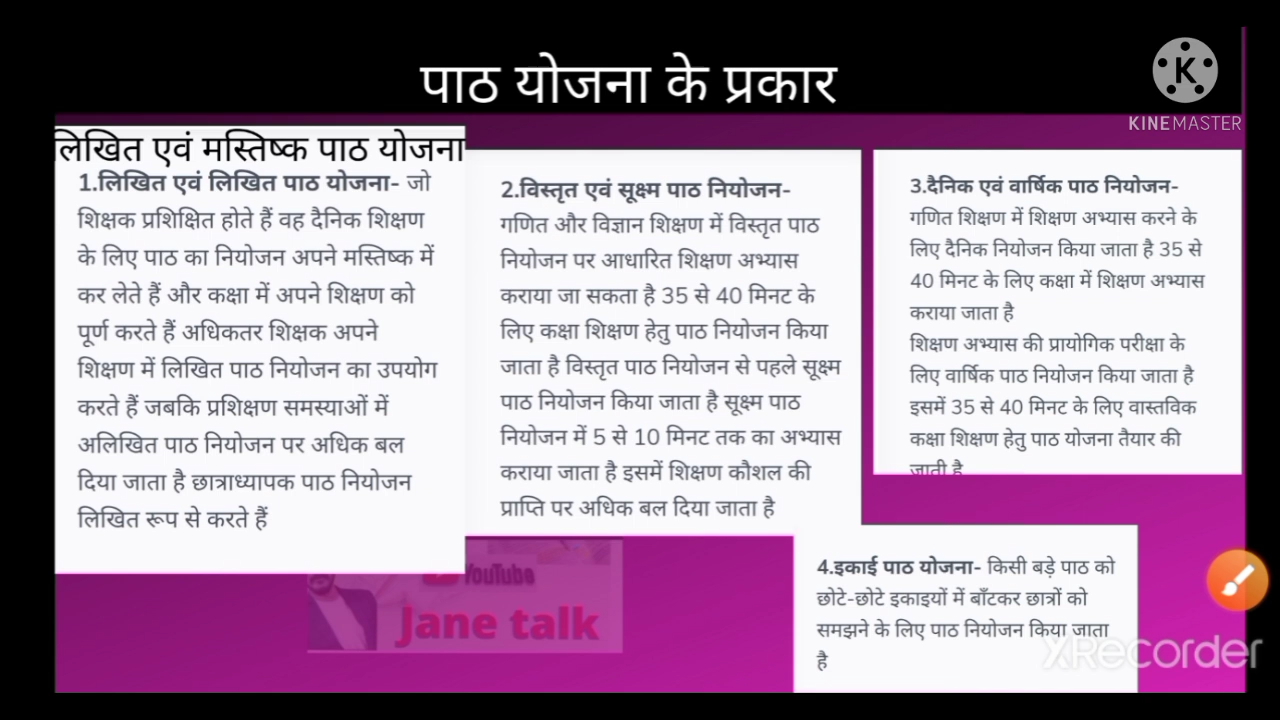 पाठ योजना के प्रकार
KINEMASTER
लिखित एवं मस्तिष्क पाठ योजना
1.लिखित एवं लिखित पाठ योजना- जो
शिक्षक प्रशिक्षित होते हैं वह दैनिक शिक्षण
के लिए पाठ का नियोजन अपने मस्तिष्क में
कर लेते हैं और कक्षा में अपने शिक्षण को
पूर्ण करते हैं अधिकतर शिक्षक अपने
शिक्षण में लिखित पाठ नियोजन का उपयोग
करते हैं जबकि प्रशिक्षण समस्याओं में
अलिखित पाठ नियोजन पर अधिक बल
दिया जाता है छात्राध्यापक पाठ नियोजन
लिखित रूप से करते हैं
2.विस्तृत एवं सूक्ष्म पाठ नियोजन-
गणित और विज्ञान शिक्षण में विस्तृत पाठ
नियोजन पर आधारित शिक्षण अभ्यास
कराया जा सकता है 35 से 40 मिनट के
लिए कक्षा शिक्षण हेतु पाठ नियोजन किया
जाता है विस्तृत पाठ नियोजन से पहले सूक्ष्म
पाठ नियोजन किया जाता है सूक्ष्म पाठ
नियोजन में 5 से 10 मिनट तक का अभ्यास
कराया जाता है इसमें शिक्षण कौशल की
प्राप्ति पर अधिक बल दिया जाता है
3.दैनिक एवं वार्षिक पाठ नियोजन-
गणित शिक्षण में शिक्षण अभ्यास करने के
लिए दैनिक नियोजन किया जाता है 35 से
40 मिनट के लिए कक्षा में शिक्षण अभ्यास
कराया जाता है
शिक्षण अभ्यास की प्रायोगिक परीक्षा के
लिए वार्षिक पाठ नियोजन किया जाता है
इसमें 35 से 40 मिनट के लिए वास्तविक
कक्षा शिक्षण हेतु पाठ योजना तैयार की
जाती है
4.इकाई पाठ योजना- किसी बड़े पाठ को
छोटे-छोटे इकाइयों में बाँटकर छात्रों को
समझने के लिए पाठ नियोजन किया जाता
है
YouTube
Jane talk
XRecorder